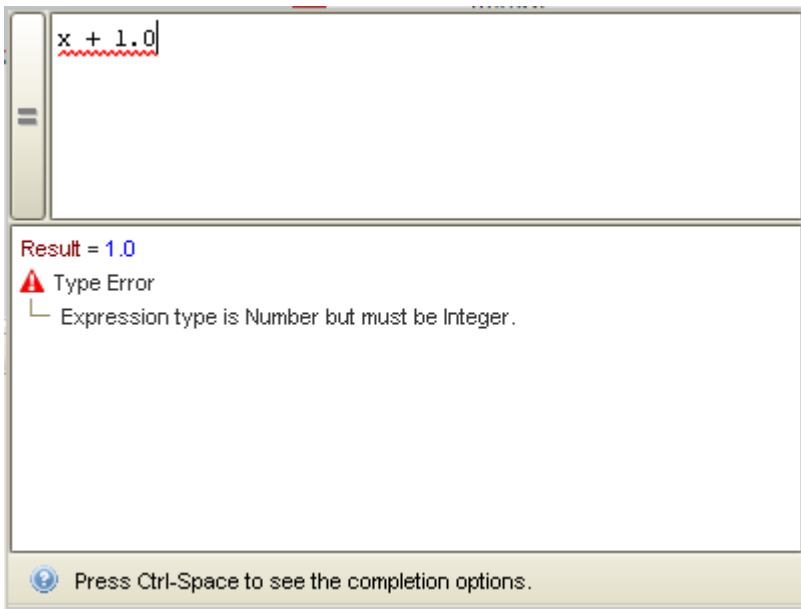 x + 1.0
=
Result = 1.0
Type Error
Expression type is Number but must be Integer.
Press Ctrl-Space to see the completion options.